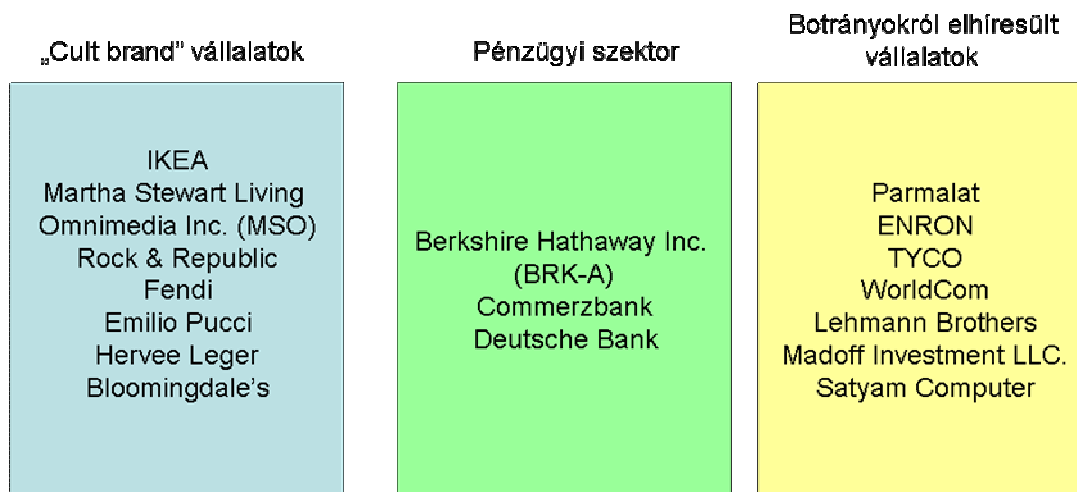 „Cult brand” vállalatok
IKEA
Martha Stewart Living
Omnimedia Inc. (MSO)
Rock & Republic
Fendi
Emilio Pucci
Hervee Leger
Bloomingdale’s
Pénzügyi szektor
Berkshire Hathaway Inc.
(BRK-A)
Commerzbank
Deutsche Bank
Botrányokról elhíresült
vállalatok
Parmalat
ENRON
TYCO
WorldCom
Lehmann Brothers
Madoff Investment LLC.
Satyam Computer